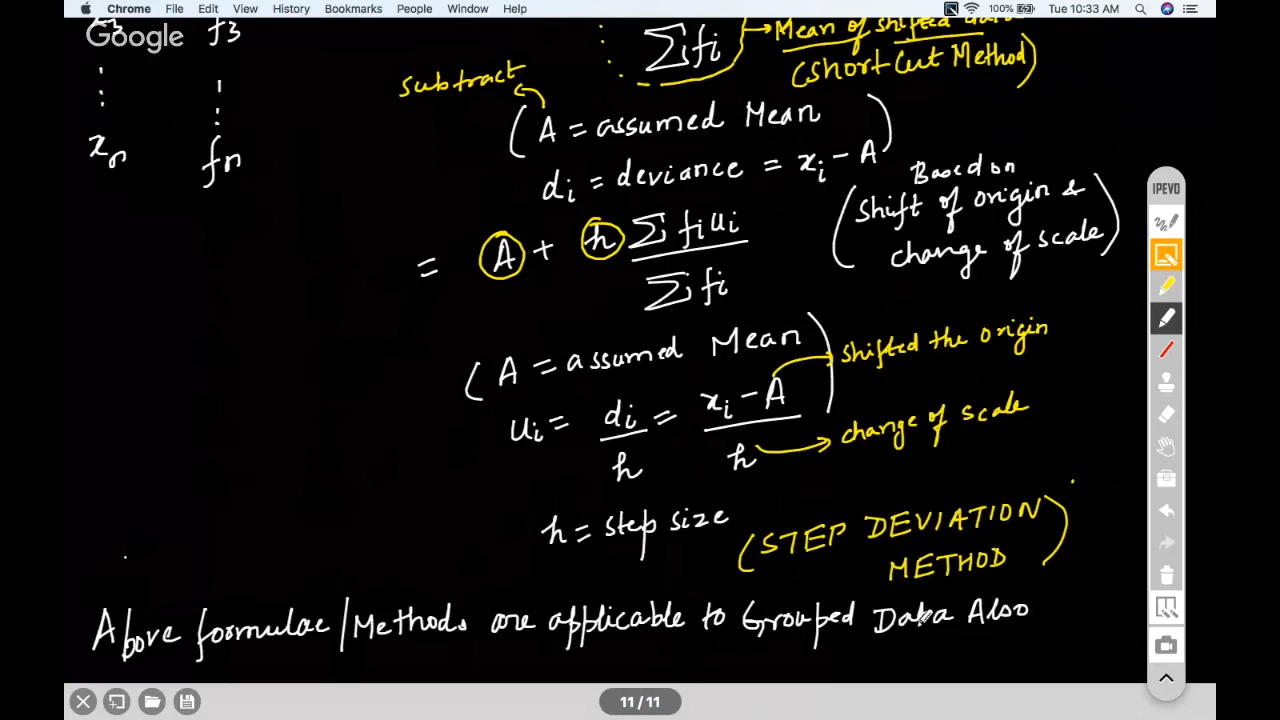 Chrome File Edit View History Bookmarks People Window Help 100% Tue 10:33 AM
Google
f3
Σfi → Mean of shifted data
(Short Cut Method)
subtract
(A = assumed Mean
xn fn
di = deviance = xi - A)
Based on
(Shift of origin &
change of scale)
= A + h Σ fi ui
Σ fi
(A = assumed Mean)
shifted the origin
ui = di/h = xi - A/h
change of scale
h = step size
(STEP DEVIATION
METHOD)
Above formulae/Methods are applicable to Grouped Data Also
IPEVO
11 / 11